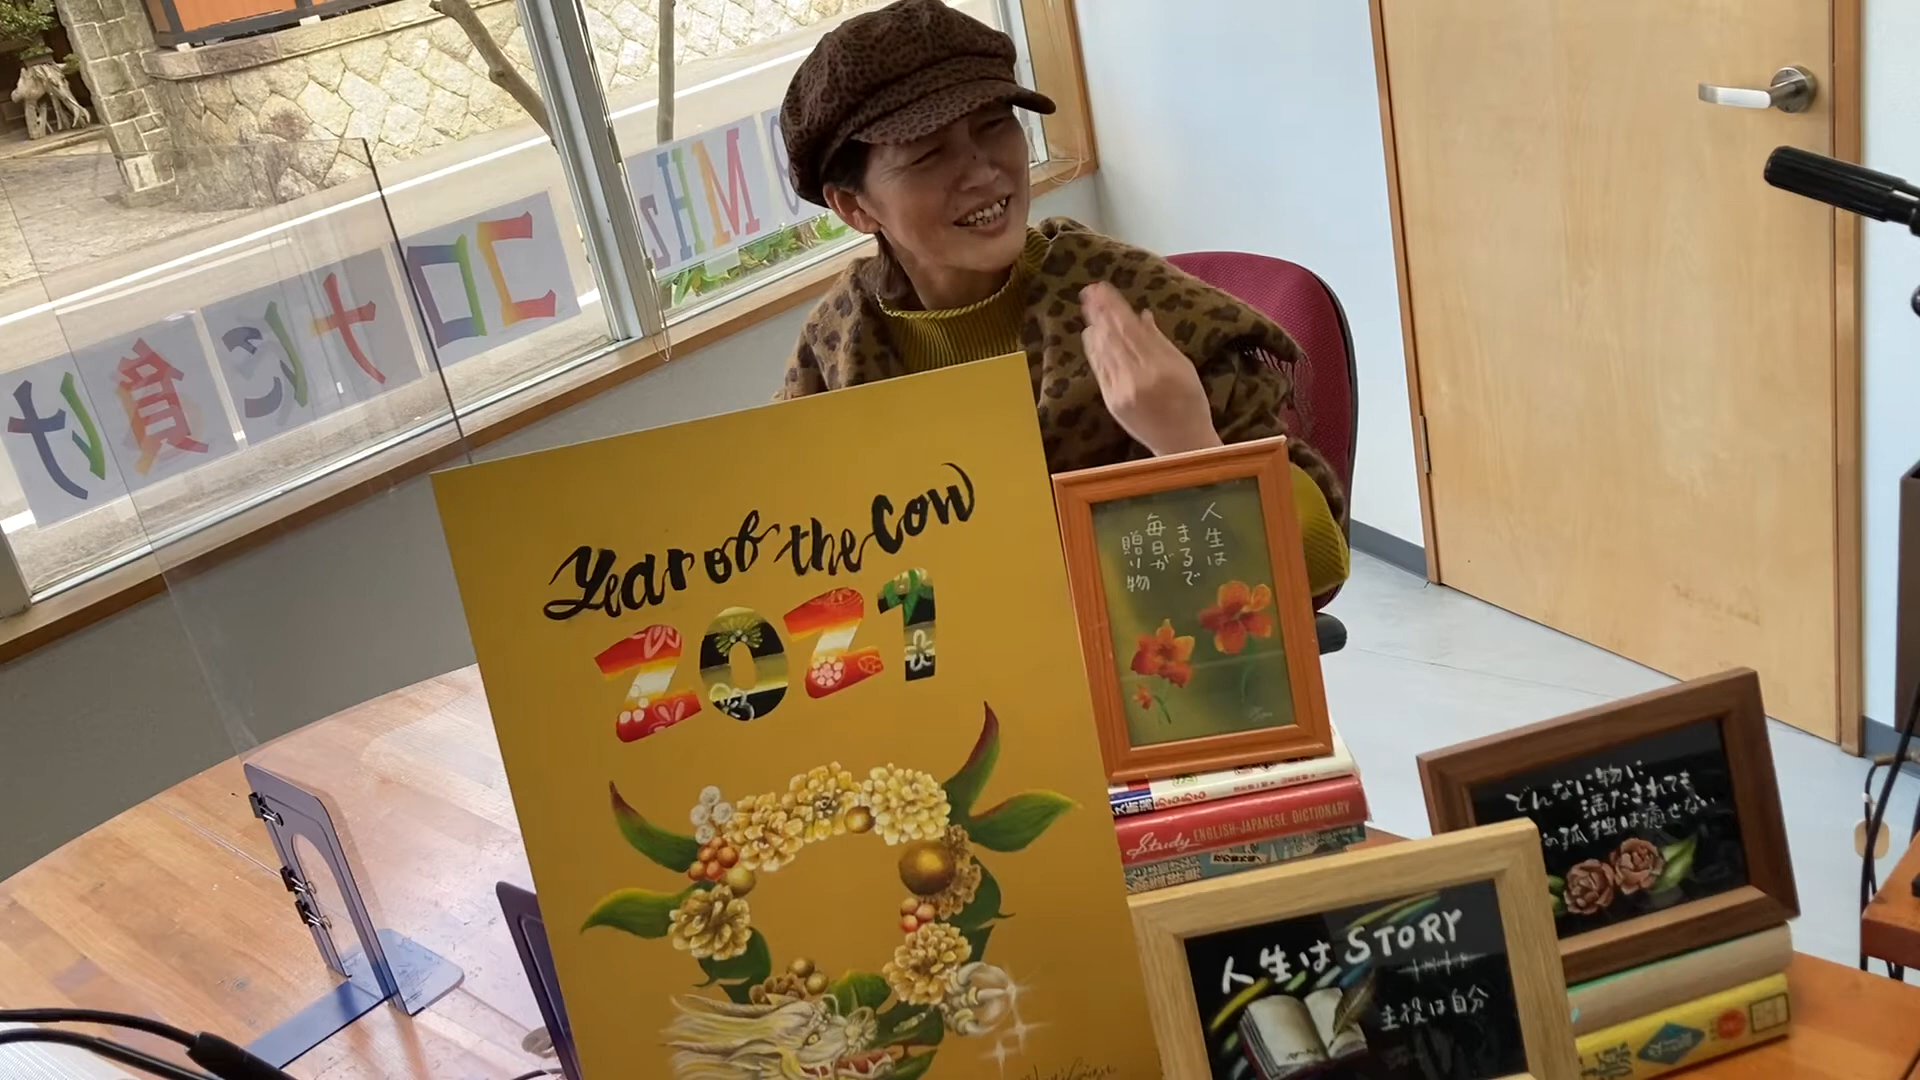 コロナに負け
9 MHz
Year of the Cow
2021
人生は
まるで
毎日が
贈り物
Study ENGLISH-JAPANESE DICTIONARY
どんなに物に
満たされても
の孤独は癒せない
人生はSTORY
主役は自分